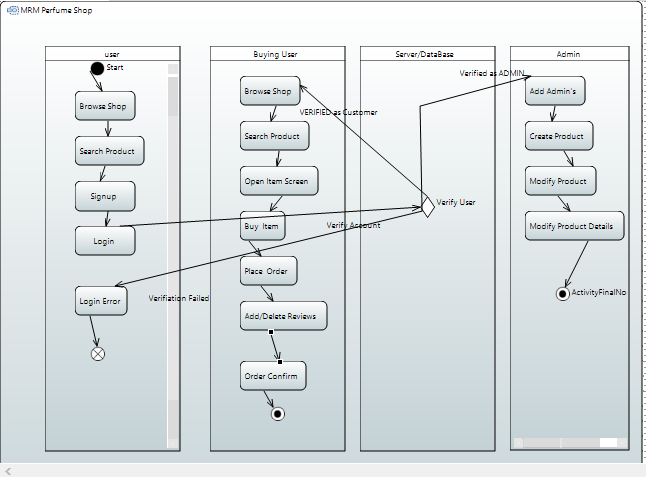 MRM Perfume Shop
user
Buying User
Server/DataBase
Admin
Start
Browse Shop
Search Product
Signup
Login
Login Error
Browse Shop
Search Product
Open Item Screen
Buy Item
Place Order
Add/Delete Reviews
Order Confirm
VERIFIED as Customer
Verify User
Verify Account
Verifiation Failed
Verified as ADMIN
Add Admin's
Create Product
Modify Product
Modify Product Details
ActivityFinalNo